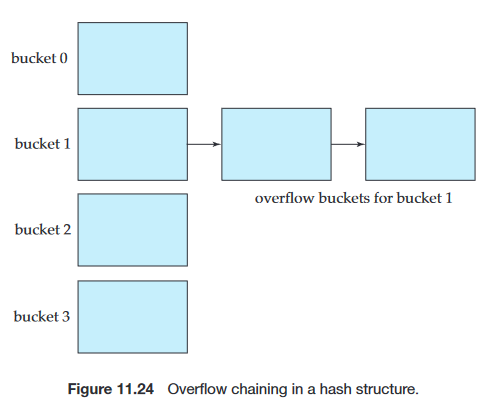 bucket 0
bucket 1
overflow buckets for bucket 1
bucket 2
bucket 3
Figure 11.24 Overflow chaining in a hash structure.